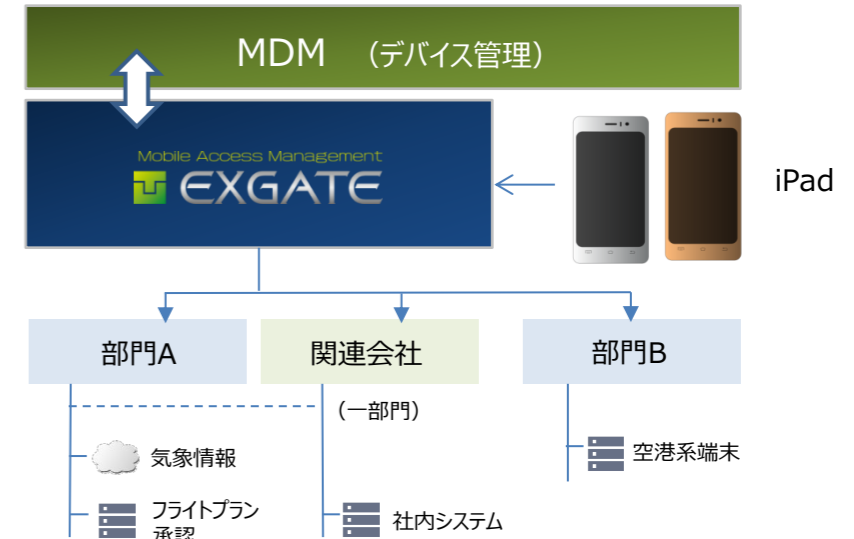 MDM （デバイス管理）
Mobile Access Management
EXGATE
iPad
部門A
関連会社
部門B
（一部門）
気象情報
空港系端末
フライトプラン
承認
社内システム